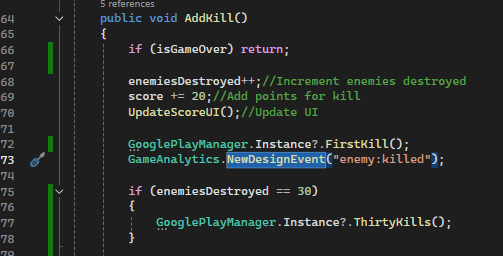 5 references
64 public void AddKill()
65 {
66 if (isGameOver) return;
67
68 enemiesDestroyed++;//Increment enemies destroyed
69 score += 20;//Add points for kill
70 UpdateScoreUI();//Update UI
71
72 GooglePlayManager.Instance?.FirstKill();
73 GameAnalytics.NewDesignEvent("enemy:killed");
74
75 if (enemiesDestroyed == 30)
76 {
77 GooglePlayManager.Instance?.ThirtyKills();
78 }
79